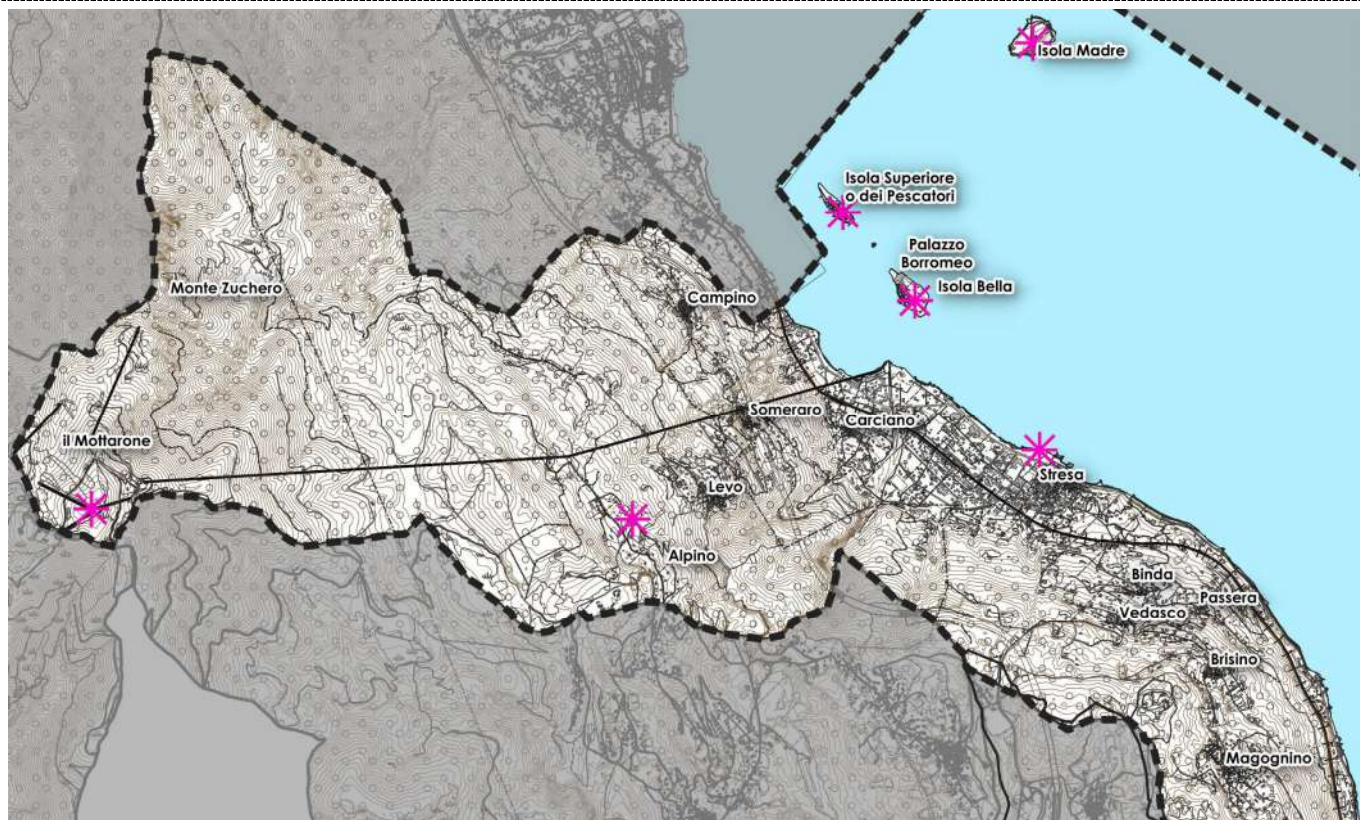 Isola Madre
Isola Superiore
o dei Pescatori
Palazzo
Borromeo
Isola Bella
Monte Zuchero
Campino
Someraro
Carciano
il Mottarone
Stresa
Levo
Alpino
Binda
Passera
Vedasco
Brisino
Magognino